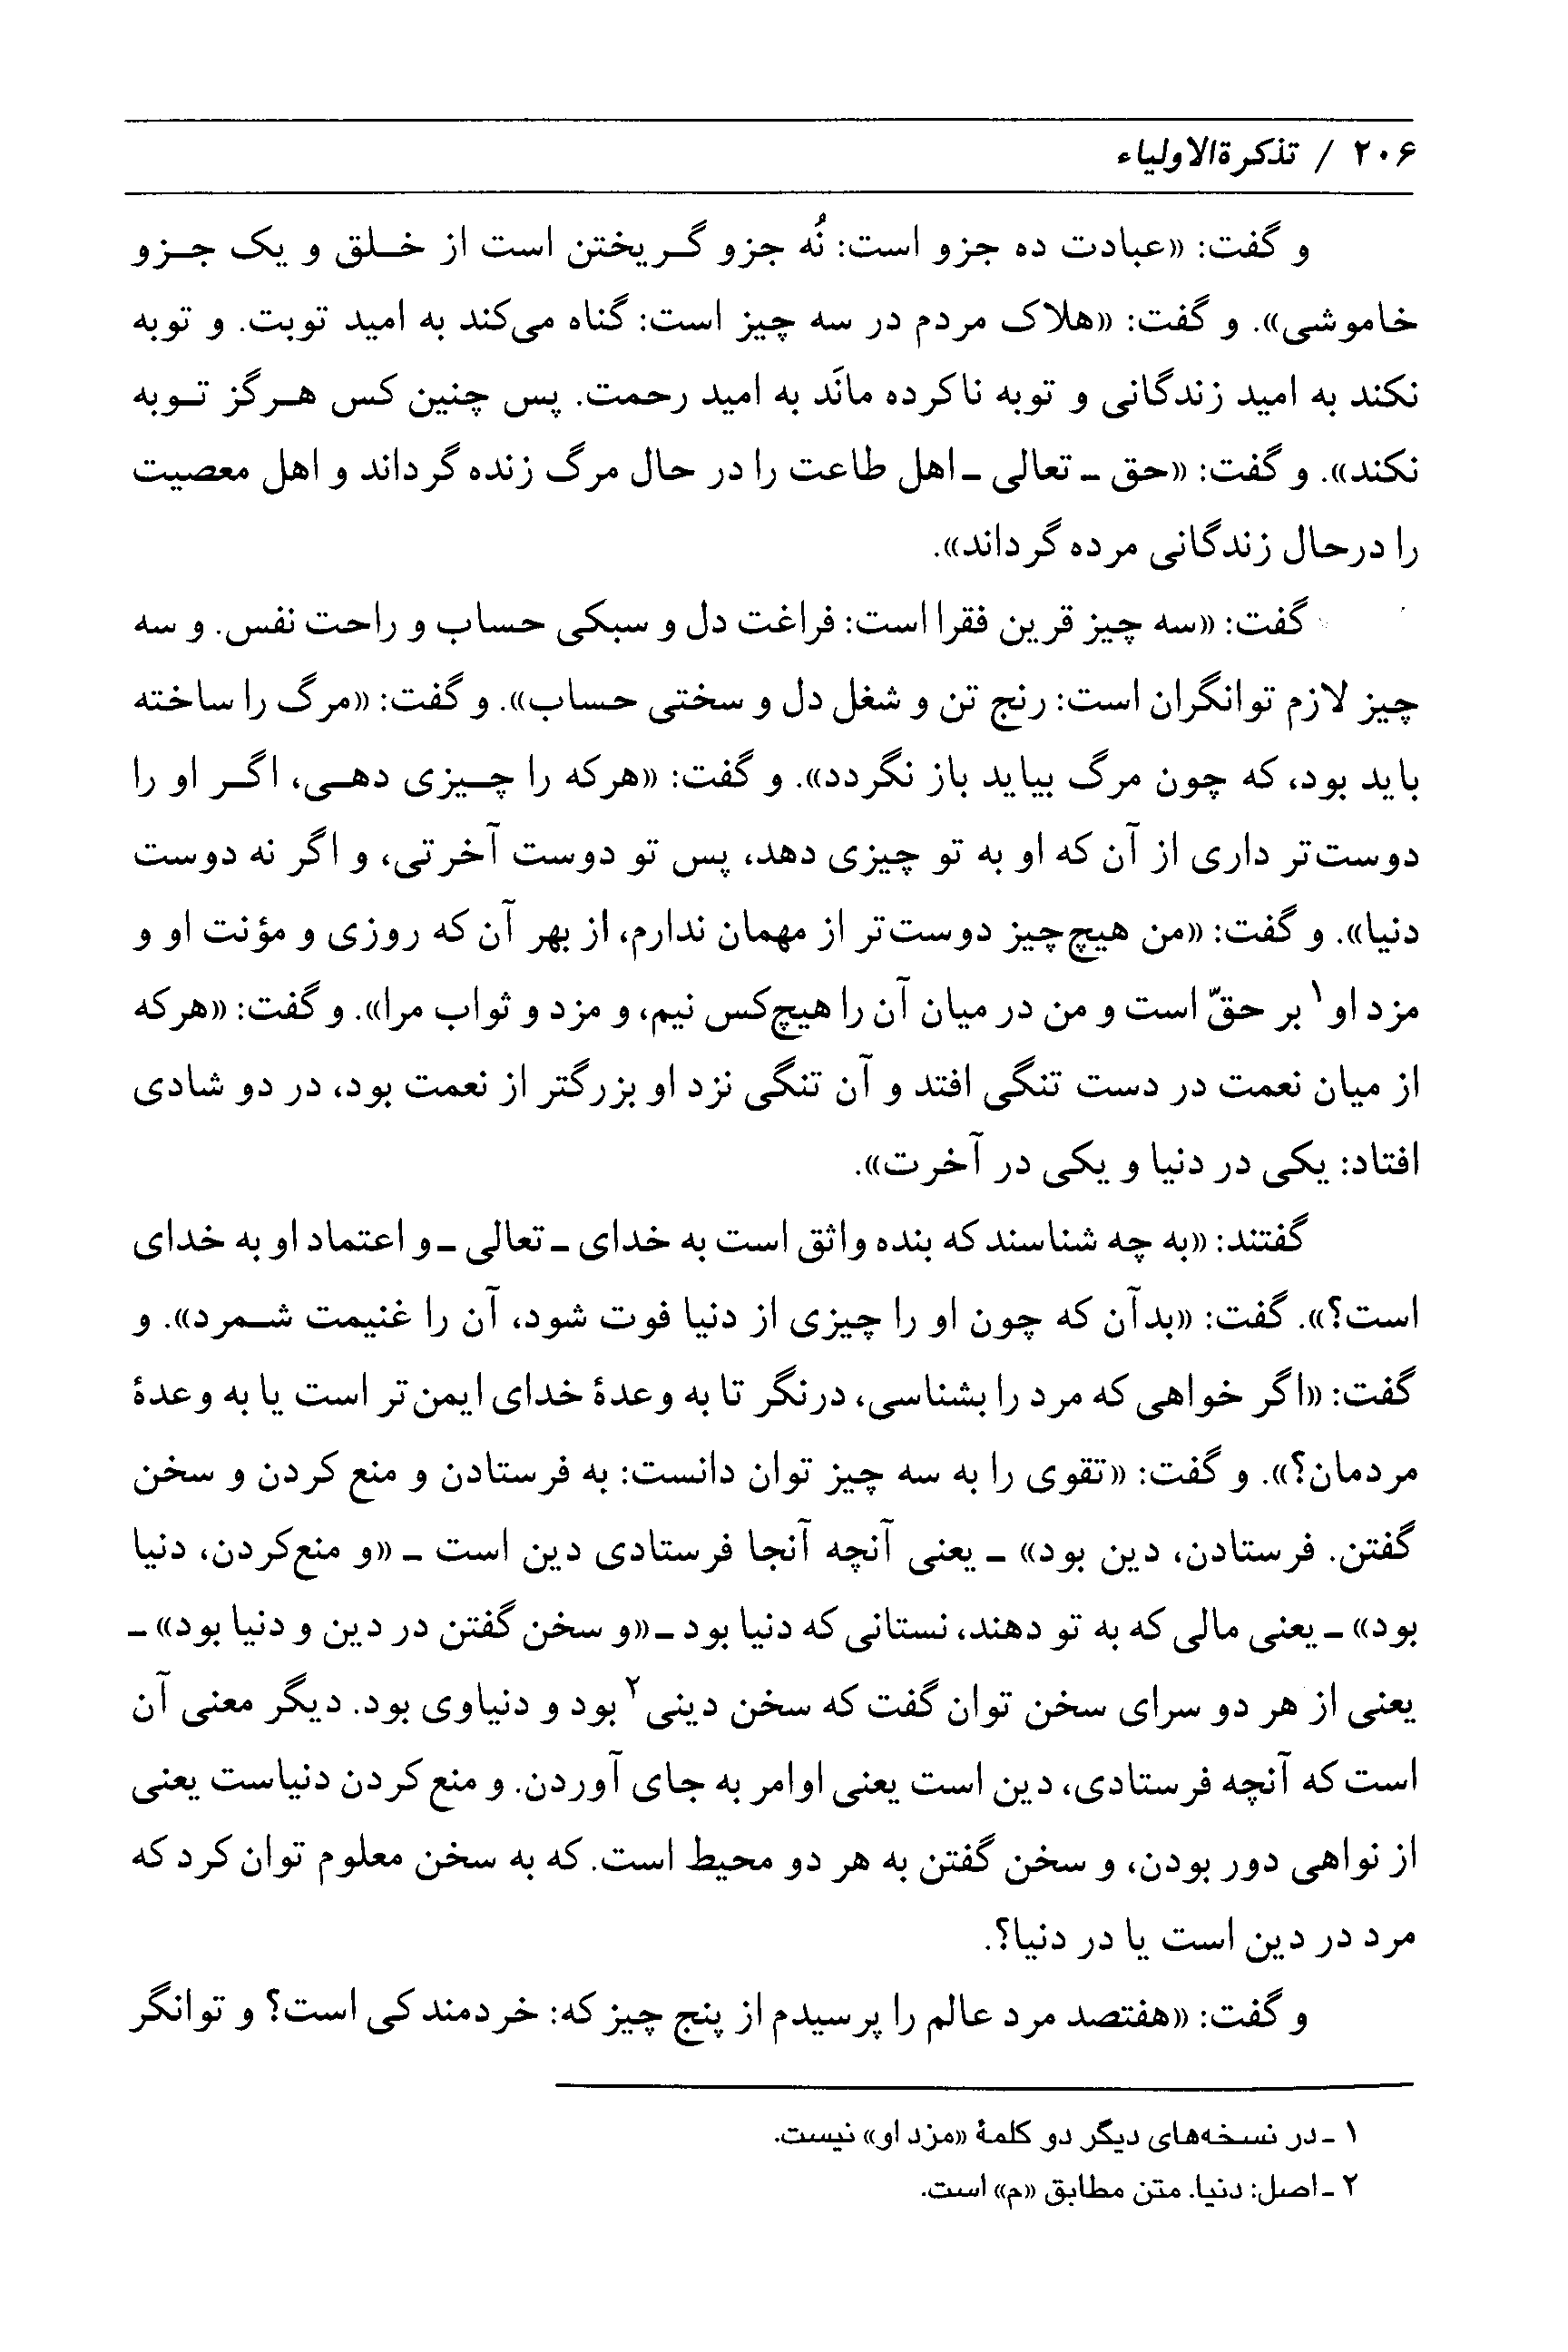 ۲۰۶ / تذکرةالاولیاء
و گفت: «عبادت ده جزو است: نُه جزو گریختن است از خلق و یک جزو
خاموشی». و گفت: «هلاک مردم در سه چیز است: گناه می‌کند به امید توبت. و توبه
نکند به امید زندگانی و توبه ناکرده مانَد به امید رحمت. پس چنین کس هرگز توبه
نکند». و گفت: «حق ـ تعالی ـ اهل طاعت را در حال مرگ زنده گرداند و اهل معصیت
را درحال زندگانی مرده گرداند».
گفت: «سه چیز قرین فقرا است: فراغت دل و سبکی حساب و راحت نفس. و سه
چیز لازم توانگران است: رنج تن و شغل دل و سختی حساب». و گفت: «مرگ را ساخته
باید بود، که چون مرگ بیاید باز نگردد». و گفت: «هرکه را چیزی دهی، اگر او را
دوست‌تر داری از آن که او به تو چیزی دهد، پس تو دوست آخرتی، و اگر نه دوست
دنیا». و گفت: «من هیچ‌چیز دوست‌تر از مهمان ندارم، از بهر آن که روزی و مؤنت او و
مزد او۱ بر حقّ است و من در میان آن را هیچ‌کس نیم، و مزد و ثواب مرا». و گفت: «هرکه
از میان نعمت در دست تنگی افتد و آن تنگی نزد او بزرگتر از نعمت بود، در دو شادی
افتاد: یکی در دنیا و یکی در آخرت».
گفتند: «به چه شناسند که بنده واثق است به خدای ـ تعالی ـ و اعتماد او به خدای
است؟». گفت: «بدآن که چون او را چیزی از دنیا فوت شود، آن را غنیمت شمرد». و
گفت: «اگر خواهی که مرد را بشناسی، درنگر تا به وعدهٔ خدای ایمن‌تر است یا به وعدهٔ
مردمان؟». و گفت: «تقوی را به سه چیز توان دانست: به فرستادن و منع کردن و سخن
گفتن. فرستادن، دین بود» ـ یعنی آنچه آنجا فرستادی دین است ـ «و منع‌کردن، دنیا
بود» ـ یعنی مالی که به تو دهند، نستانی که دنیا بود ـ «و سخن گفتن در دین و دنیا بود» ـ
یعنی از هر دو سرای سخن توان گفت که سخن دینی۲ بود و دنیاوی بود. دیگر معنی آن
است که آنچه فرستادی، دین است یعنی اوامر به جای آوردن. و منع کردن دنیاست یعنی
از نواهی دور بودن، و سخن گفتن به هر دو محیط است. که به سخن معلوم توان کرد که
مرد در دین است یا در دنیا؟.
و گفت: «هفتصد مرد عالم را پرسیدم از پنج چیز که: خردمند کی است؟ و توانگر
۱ ـ در نسخه‌های دیگر دو کلمهٔ «مزد او» نیست.
۲ ـ اصل: دنیا. متن مطابق «م» است.